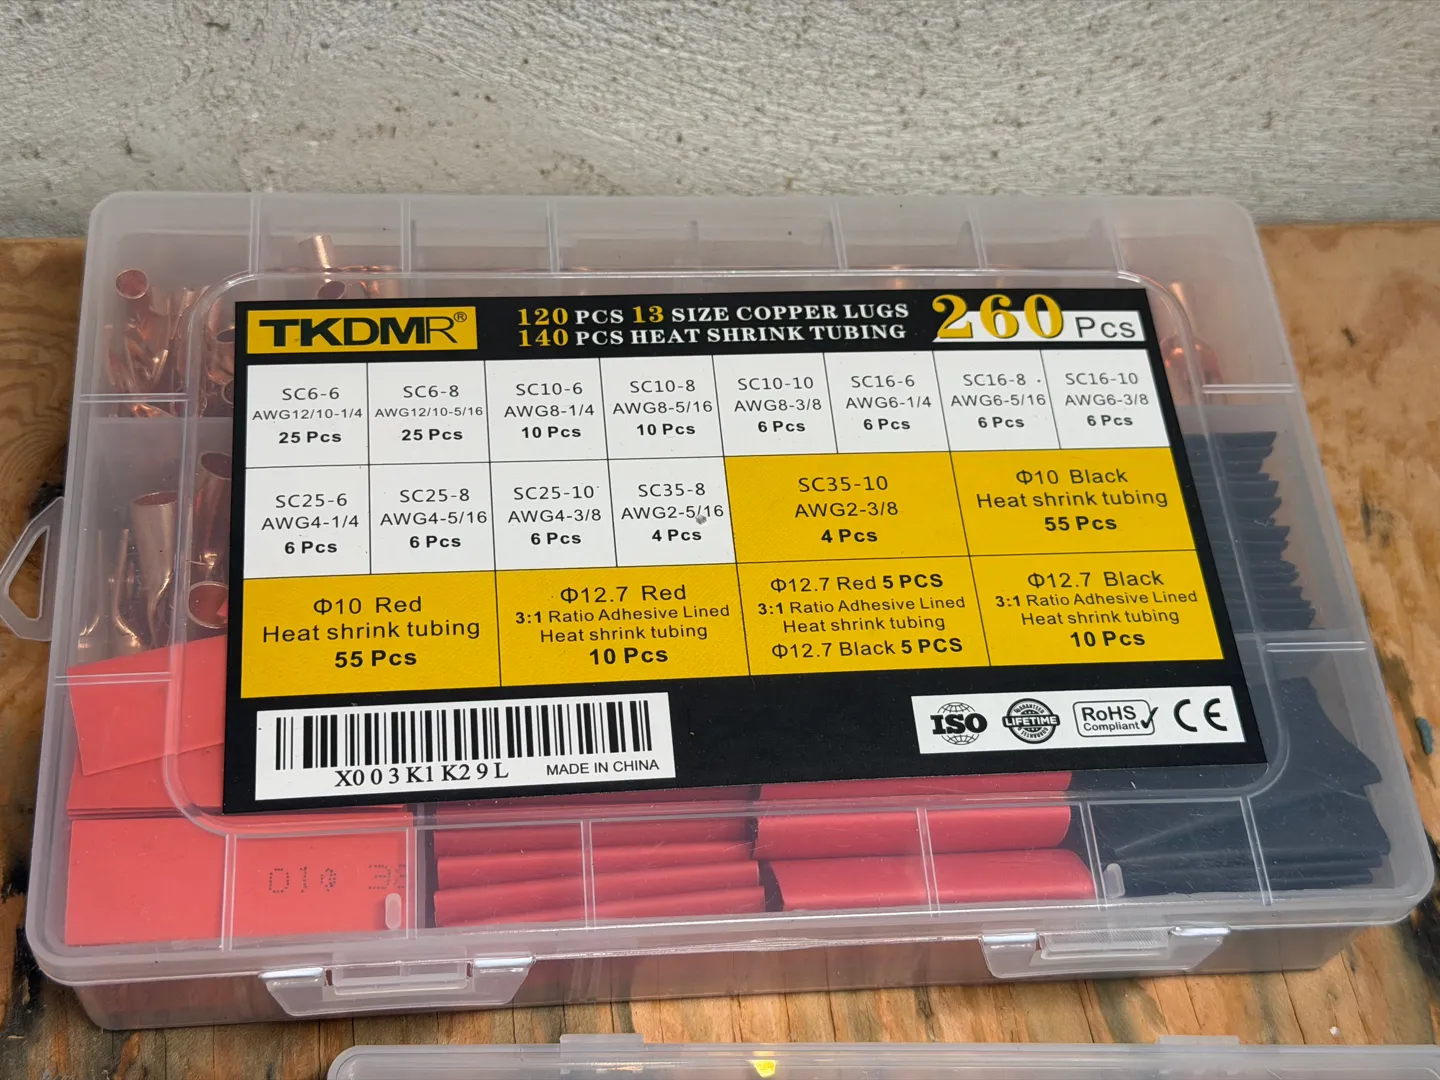 TKDMR®
120 PCS 13 SIZE COPPER LUGS
140 PCS HEAT SHRINK TUBING
260 Pcs
SC6-6
AWG12/10-1/4
25 Pcs
SC6-8
AWG12/10-5/16
25 Pcs
SC10-6
AWG8-1/4
10 Pcs
SC10-8
AWG8-5/16
10 Pcs
SC10-10
AWG8-3/8
6 Pcs
SC16-6
AWG6-1/4
6 Pcs
SC16-8
AWG6-5/16
6 Pcs
SC16-10
AWG6-3/8
6 Pcs
SC25-6
AWG4-1/4
6 Pcs
SC25-8
AWG4-5/16
6 Pcs
SC25-10
AWG4-3/8
6 Pcs
SC35-8
AWG2-5/16
4 Pcs
SC35-10
AWG2-3/8
4 Pcs
Φ10 Black
Heat shrink tubing
55 Pcs
Φ10 Red
Heat shrink tubing
55 Pcs
Φ12.7 Red
3:1 Ratio Adhesive Lined
Heat shrink tubing
10 Pcs
Φ12.7 Red 5 PCS
3:1 Ratio Adhesive Lined
Heat shrink tubing
Φ12.7 Black 5 PCS
Φ12.7 Black
3:1 Ratio Adhesive Lined
Heat shrink tubing
10 Pcs
X003K1K29L
MADE IN CHINA
ISO
GUARANTEED
LIFETIME
RoHS
Compliant
CE